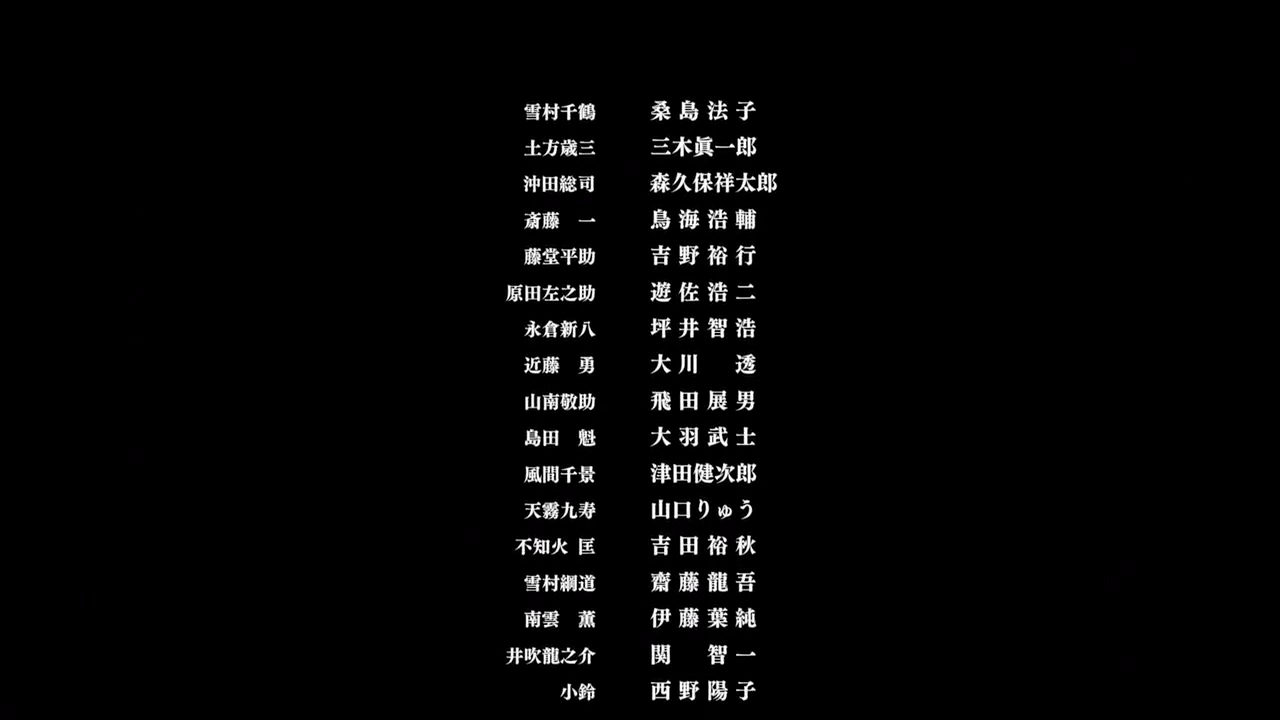 雪村千鶴 桑島法子
土方歳三 三木眞一郎
沖田総司 森久保祥太郎
斎藤 一 鳥海浩輔
藤堂平助 吉野裕行
原田左之助 遊佐浩二
永倉新八 坪井智浩
近藤 勇 大川 透
山南敬助 飛田展男
島田 魁 大羽武士
風間千景 津田健次郎
天霧九寿 山口りゅう
不知火 匡 吉田裕秋
雪村綱道 齋藤龍吾
南雲 薫 伊藤葉純
井吹龍之介 関 智一
小鈴 西野陽子